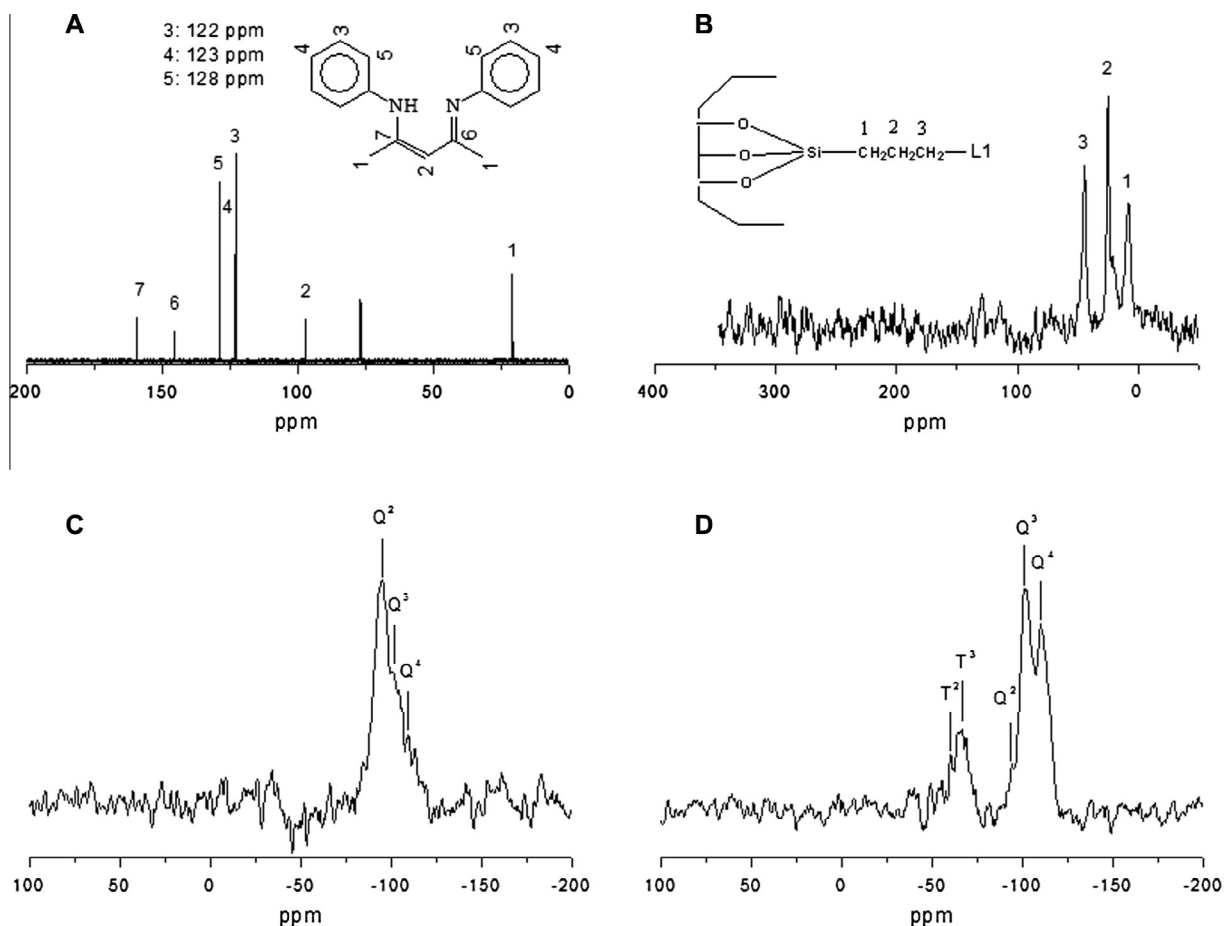 A
3: 122 ppm
4: 123 ppm
5: 128 ppm
3
4
5
NH
7
1
2
6
1
N
5
3
4
3
5
4
7
6
2
1
200
150
100
50
0
ppm
B
O
O
O
Si
1 2 3
CH₂CH₂CH₂
L1
2
3
1
400
300
200
100
0
ppm
C
Q²
Q³
Q⁴
100
50
0
-50
-100
-150
-200
ppm
D
Q³
Q⁴
T³
T²
Q²
100
50
0
-50
-100
-150
-200
ppm